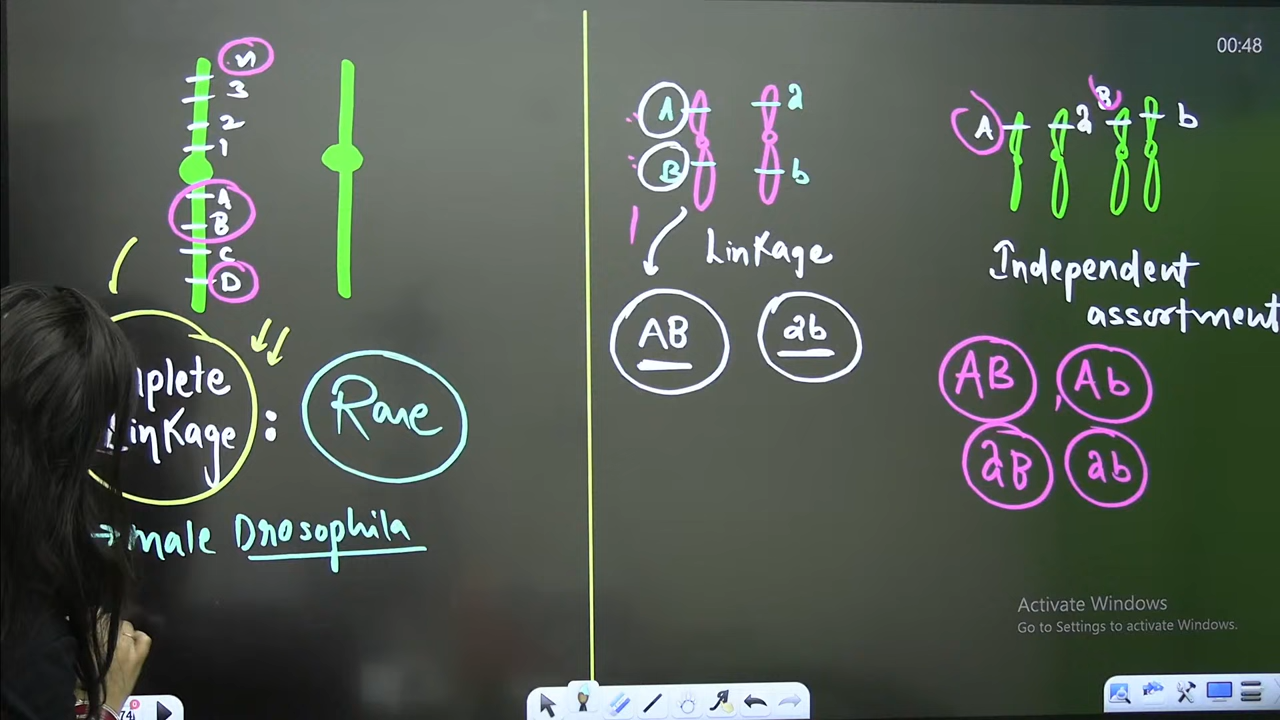 n
3
2
1
A
B
C
D
mplete
Linkage :
Rare
→ male Drosophila
A
a
B
b
Linkage
AB
ab
00:48
A
a
B
b
Independent
assortment
AB , Ab
aB
ab
Activate Windows
Go to Settings to activate Windows.